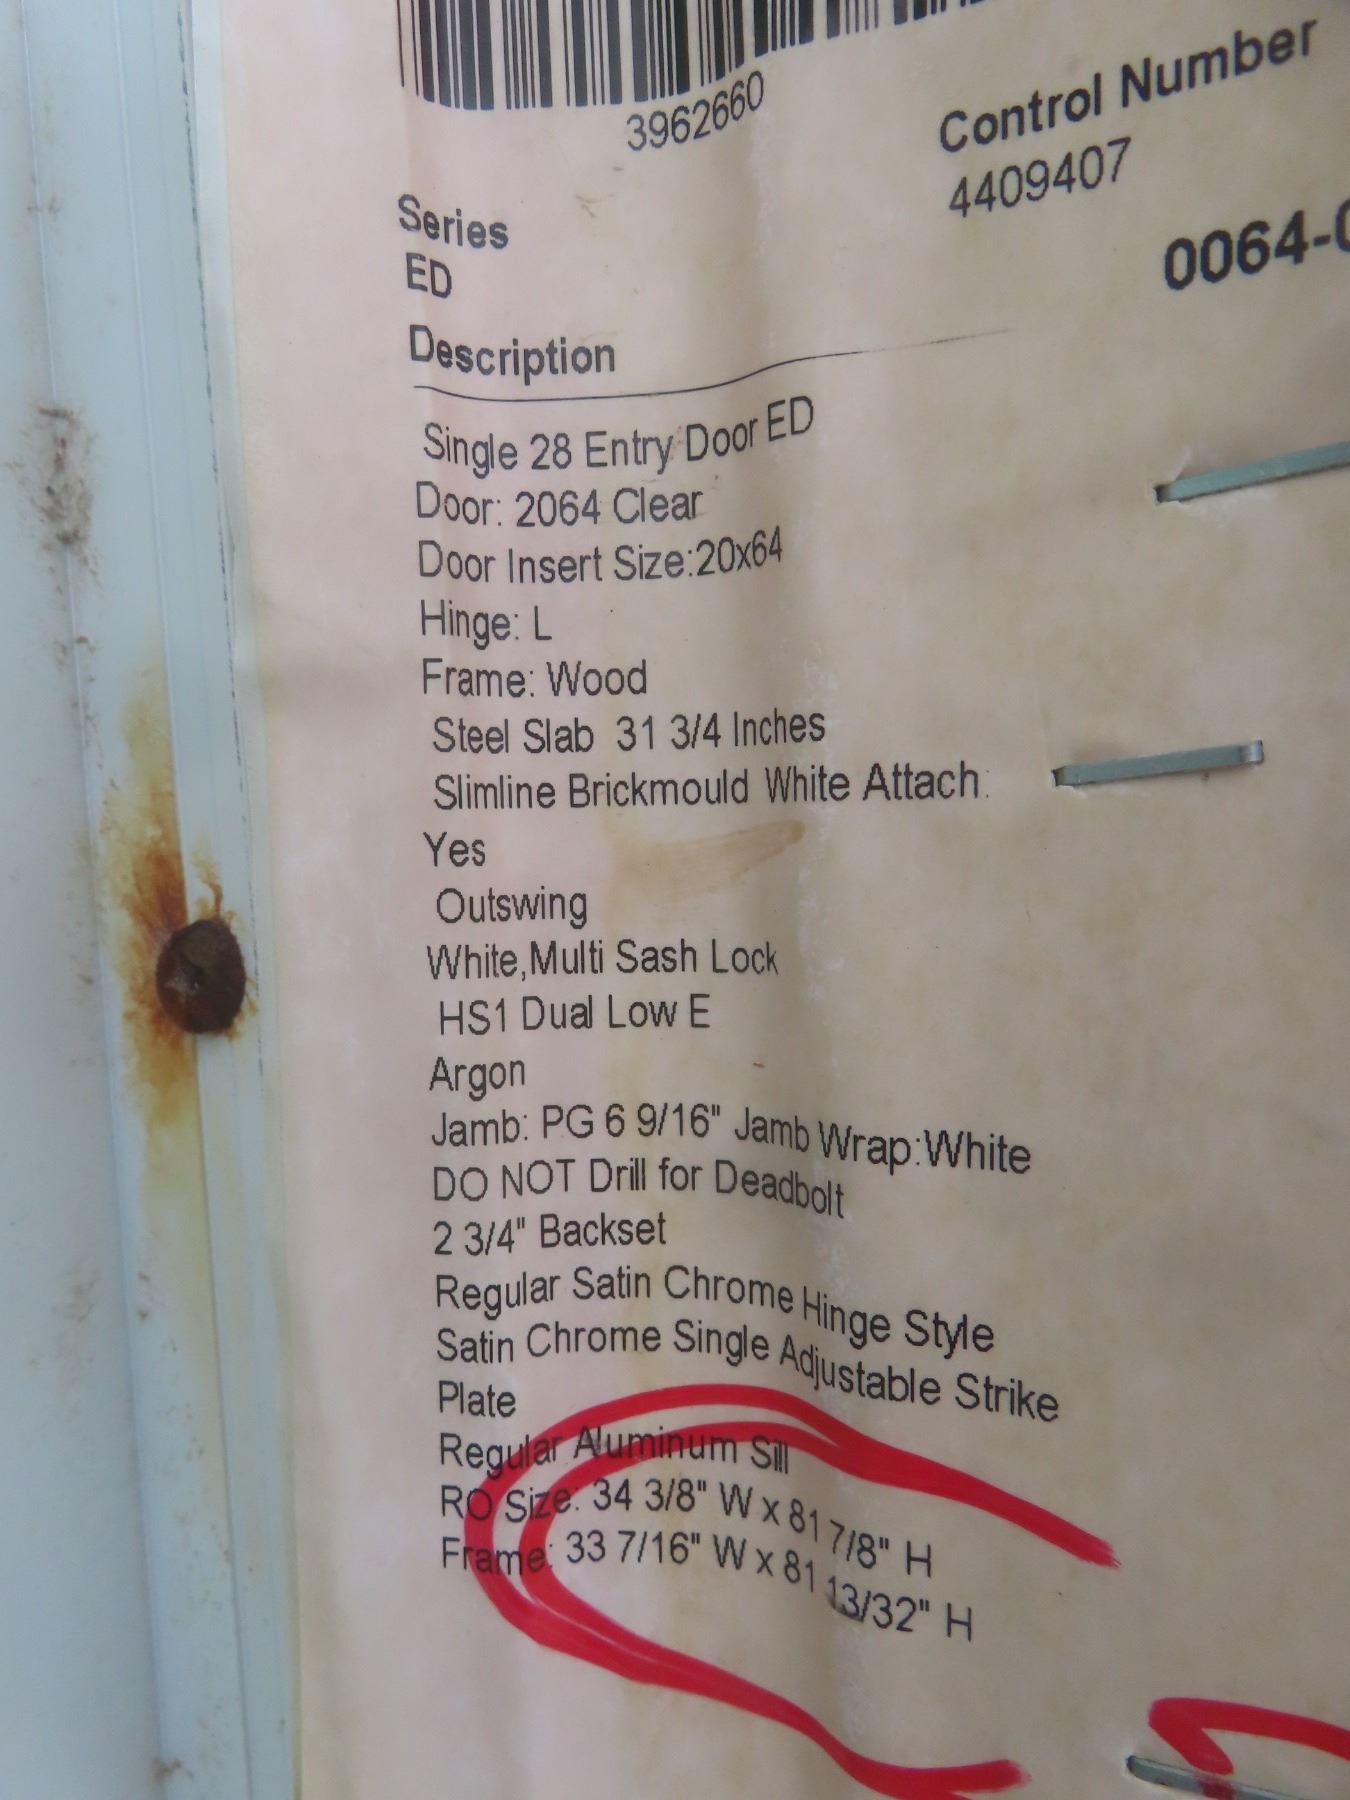 3962660
Control Number
4409407
0064-
Series
ED
Description
Single 28 Entry Door ED
Door: 2064 Clear
Door Insert Size:20x64
Hinge: L
Frame: Wood
Steel Slab 31 3/4 Inches
Slimline Brickmould White Attach:
Yes
Outswing
White,Multi Sash Lock
HS1 Dual Low E
Argon
Jamb: PG 6 9/16" Jamb Wrap:White
DO NOT Drill for Deadbolt
2 3/4" Backset
Regular Satin Chrome Hinge Style
Satin Chrome Single Adjustable Strike
Plate
Regular Aluminum Sill
RO Size: 34 3/8" W x 81 7/8" H
Frame: 33 7/16" W x 81 13/32" H